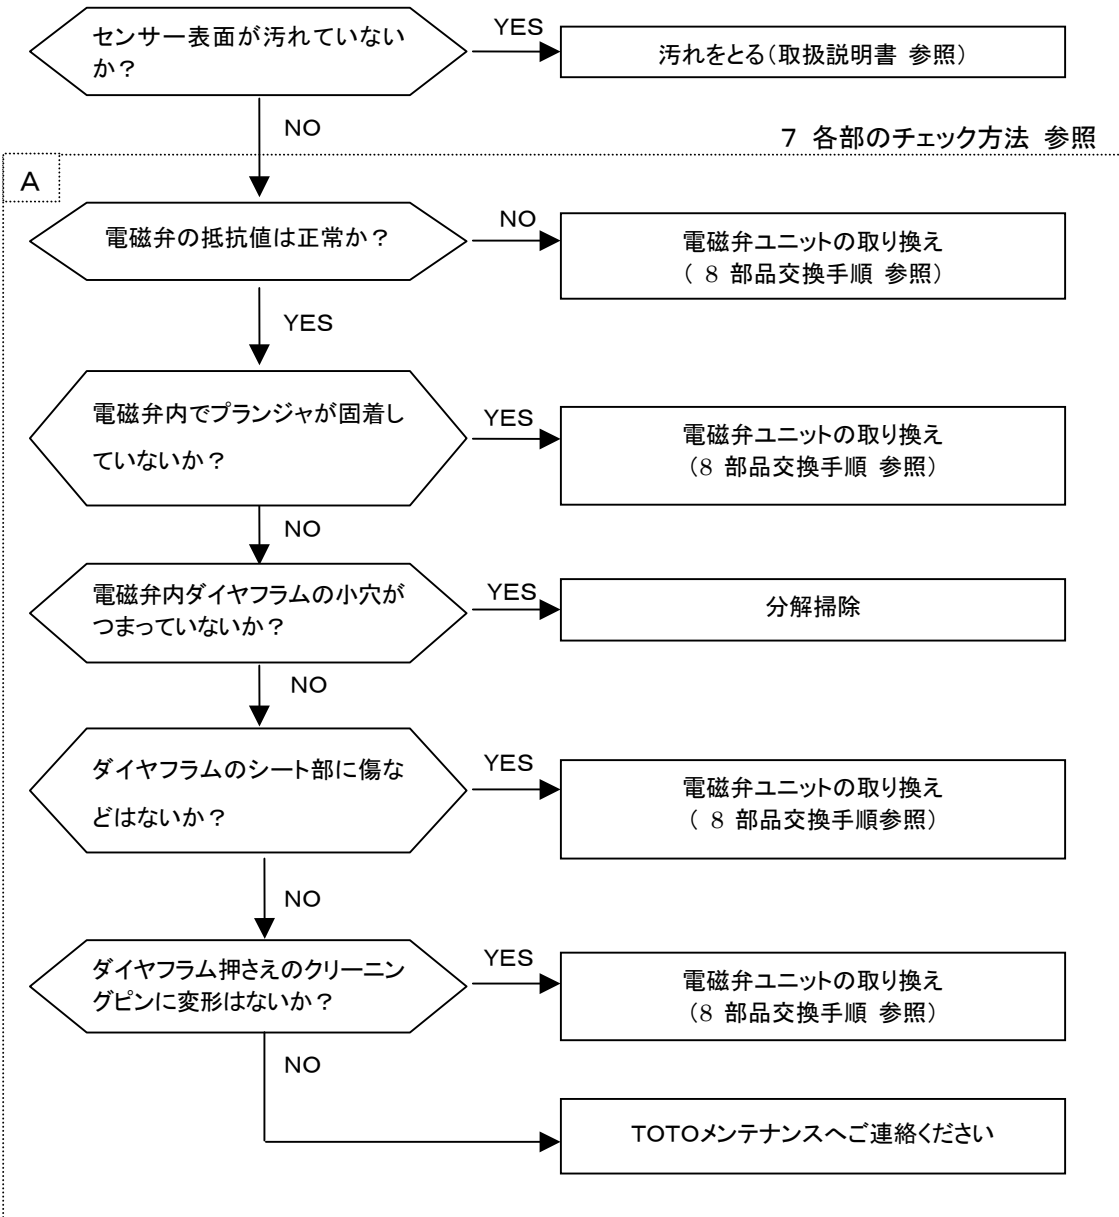 センサー表面が汚れていない
か？
YES
汚れをとる（取扱説明書 参照）
NO
７ 各部のチェック方法 参照
A
電磁弁の抵抗値は正常か？
NO
電磁弁ユニットの取り換え
（ 8 部品交換手順 参照）
YES
電磁弁内でプランジャが固着し
ていないか？
YES
電磁弁ユニットの取り換え
（8 部品交換手順 参照）
NO
電磁弁内ダイヤフラムの小穴が
つまっていないか？
YES
分解掃除
NO
ダイヤフラムのシート部に傷な
どはないか？
YES
電磁弁ユニットの取り換え
（ 8 部品交換手順参照）
NO
ダイヤフラム押さえのクリーニン
グピンに変形はないか？
YES
電磁弁ユニットの取り換え
（8 部品交換手順 参照）
NO
TOTOメンテナンスへご連絡ください